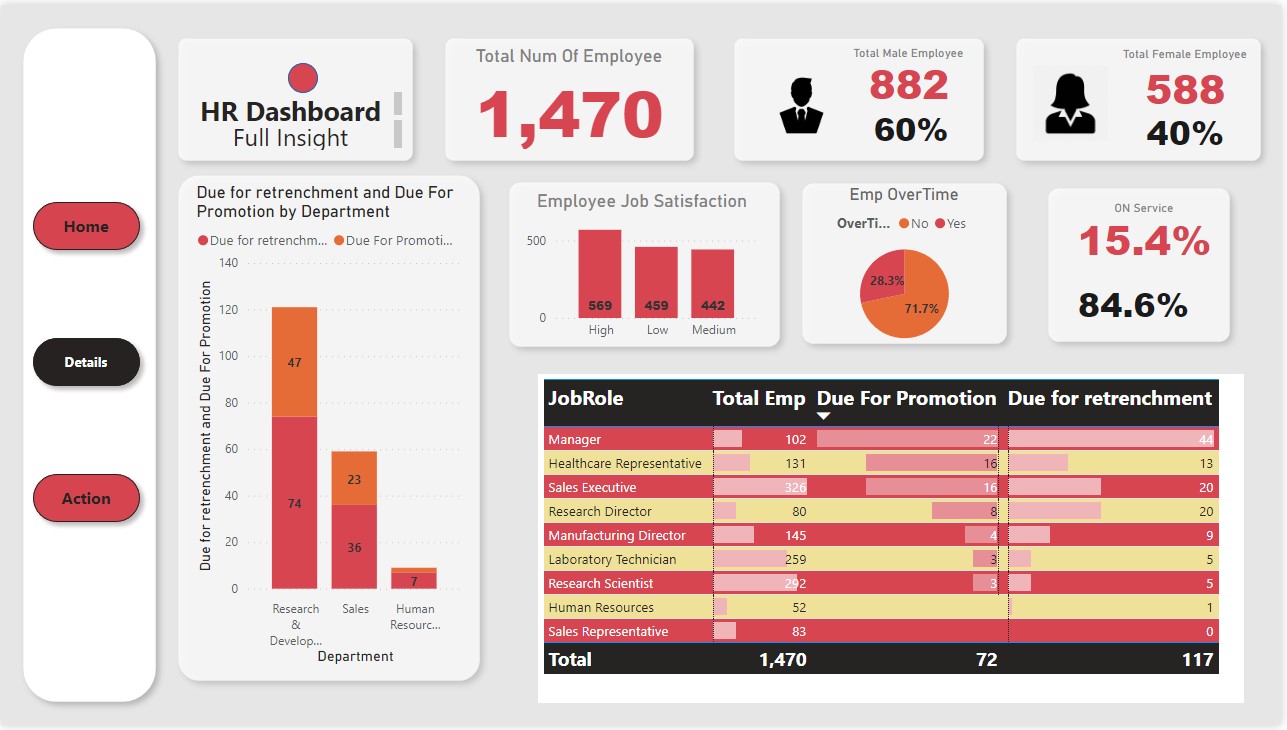 Home
Details
Action
HR Dashboard
Full Insight
Total Num Of Employee
1,470
Total Male Employee
882
60%
Total Female Employee
588
40%
Due for retrenchment and Due For
Promotion by Department
Due for retrenchm... Due For Promoti...
Due for retrenchment and Due For Promotion
140
120
100
80
60
40
20
0
47
74
23
36
7
Research
&
Develop...
Sales
Human
Resourc...
Department
Employee Job Satisfaction
500
0
569 459 442
High Low Medium
Emp OverTime
OverTi... No Yes
28.3%
71.7%
ON Service
15.4%
84.6%
JobRole Total Emp Due For Promotion Due for retrenchment
Manager 102 22 44
Healthcare Representative 131 16 13
Sales Executive 326 16 20
Research Director 80 8 20
Manufacturing Director 145 4 9
Laboratory Technician 259 3 5
Research Scientist 292 3 5
Human Resources 52 1
Sales Representative 83 0
Total 1,470 72 117